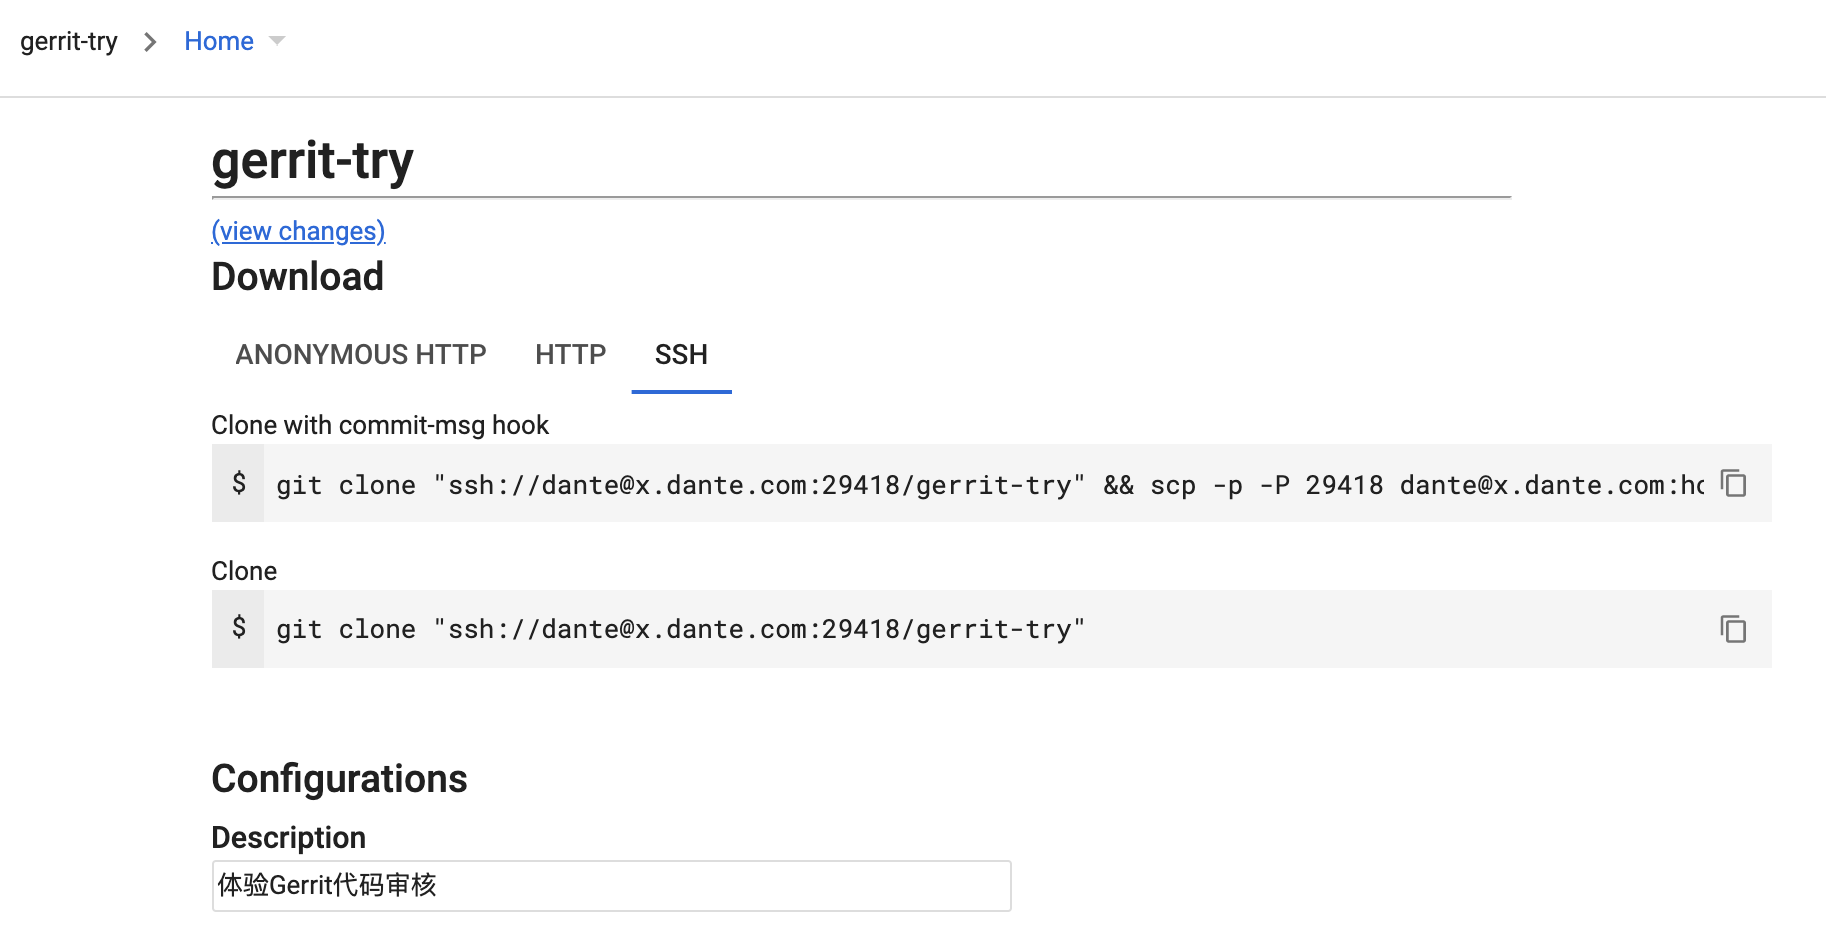 gerrit-try > Home
gerrit-try
(view changes)
Download
ANONYMOUS HTTP HTTP SSH
Clone with commit-msg hook
$ git clone "ssh://dante@x.dante.com:29418/gerrit-try" && scp -p -P 29418 dante@x.dante.com:ho
Clone
$ git clone "ssh://dante@x.dante.com:29418/gerrit-try"
Configurations
Description
体验Gerrit代码审核